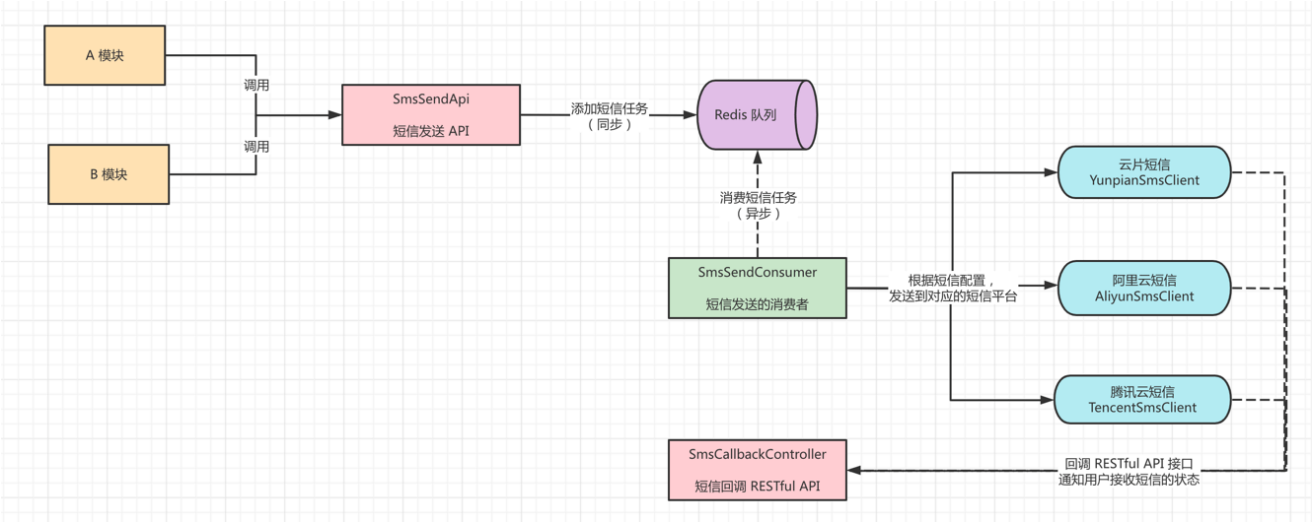 A 模块
调用
调用
B 模块
SmsSendApi
短信发送 API
添加短信任务
（同步）
Redis 队列
消费短信任务
（异步）
SmsSendConsumer
短信发送的消费者
根据短信配置，
发送到对应的短信平台
云片短信
YunpianSmsClient
阿里云短信
AliyunSmsClient
腾讯云短信
TencentSmsClient
SmsCallbackController
短信回调 RESTful API
回调 RESTful API 接口
通知用户接收短信的状态